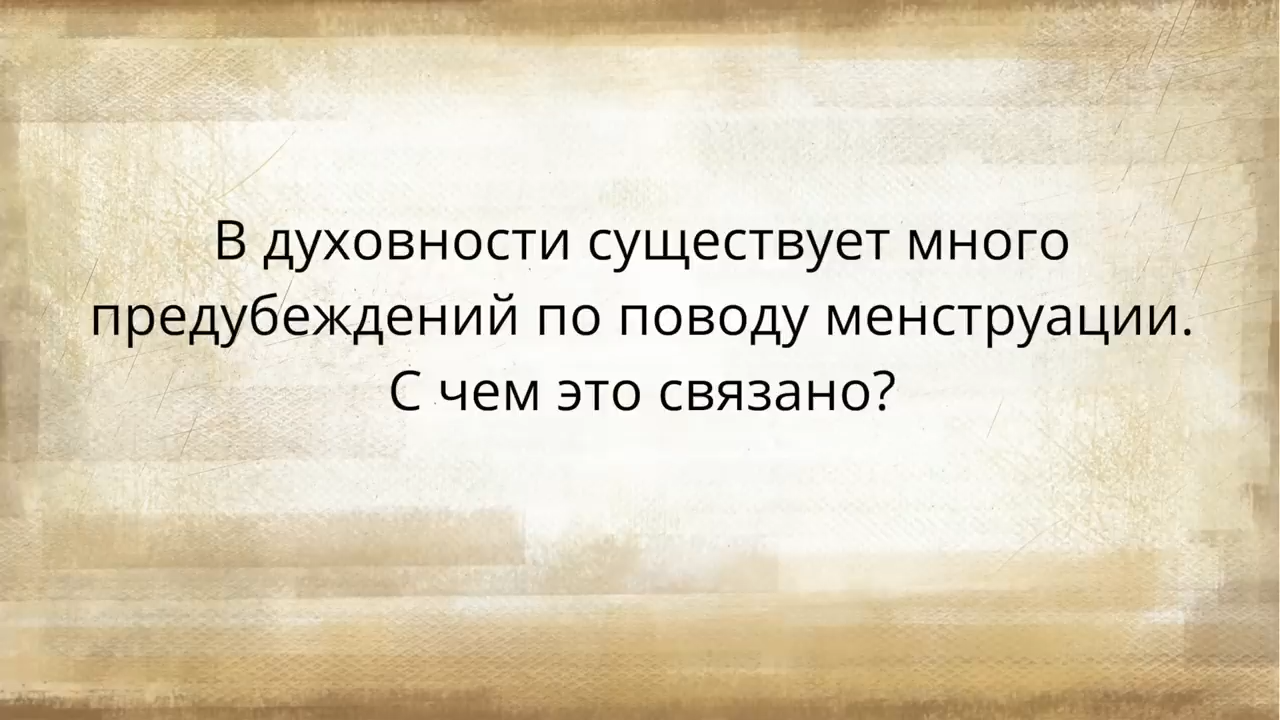 В духовности существует много
предубеждений по поводу менструации.
С чем это связано?